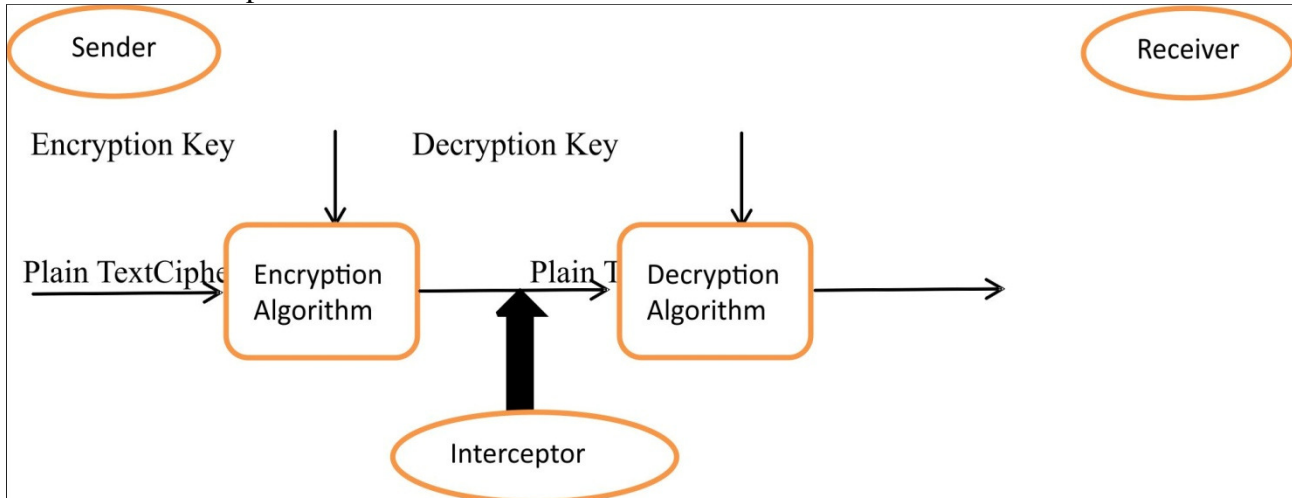 Sender
Receiver
Encryption Key Decryption Key
Plain TextCiphe Plain T
Encryption
Algorithm
Decryption
Algorithm
Interceptor